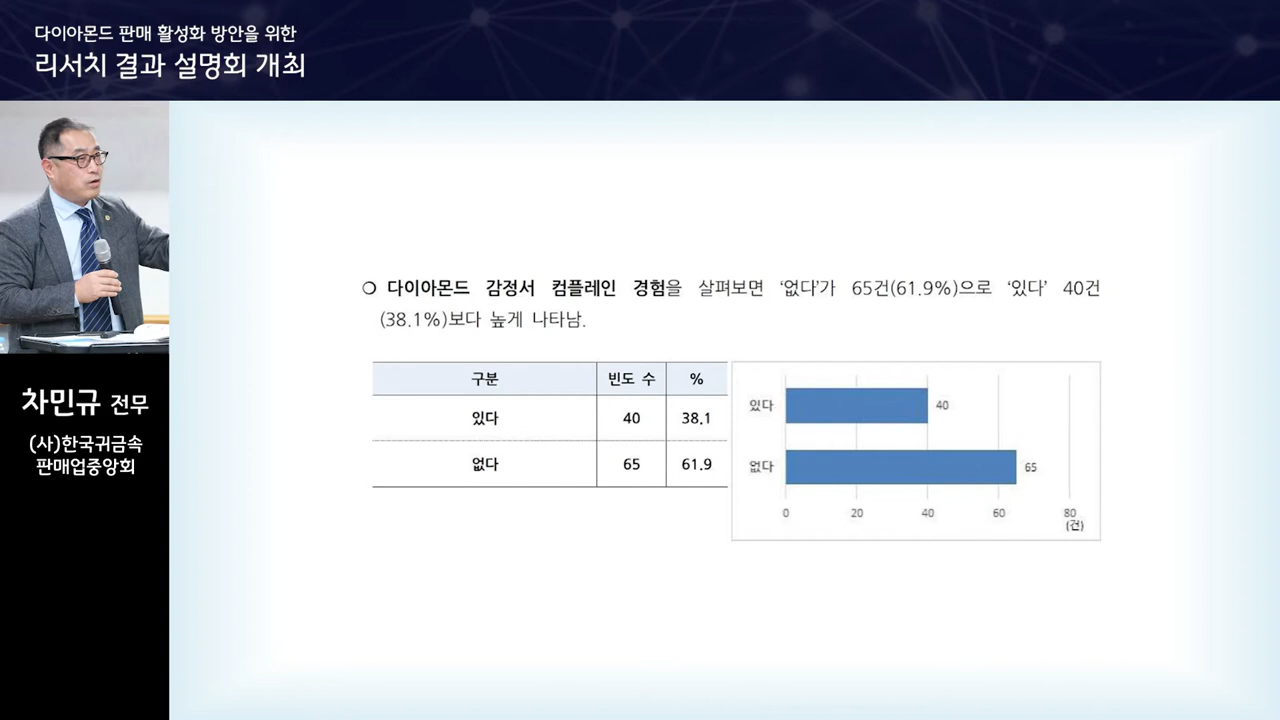 다이아몬드 판매 활성화 방안을 위한
리서치 결과 설명회 개최
차민규 전무
(사)한국귀금속
판매업중앙회
❍ 다이아몬드 감정서 컴플레인 경험을 살펴보면 ‘없다’가 65건(61.9%)으로 ‘있다’ 40건
(38.1%)보다 높게 나타남.
구분 빈도 수 %
있다 40 38.1
없다 65 61.9
있다 40
없다 65
0 20 40 60 80
(건)